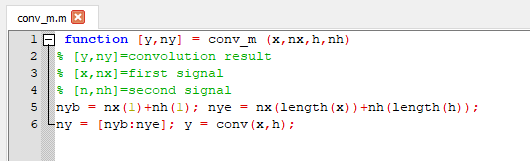 conv_m.m
1 function [y,ny] = conv_m (x,nx,h,nh)
2 % [y,ny]=convolution result
3 % [x,nx]=first signal
4 % [n,nh]=second signal
5 nyb = nx(1)+nh(1); nye = nx(length(x))+nh(length(h));
6 ny = [nyb:nye]; y = conv(x,h);